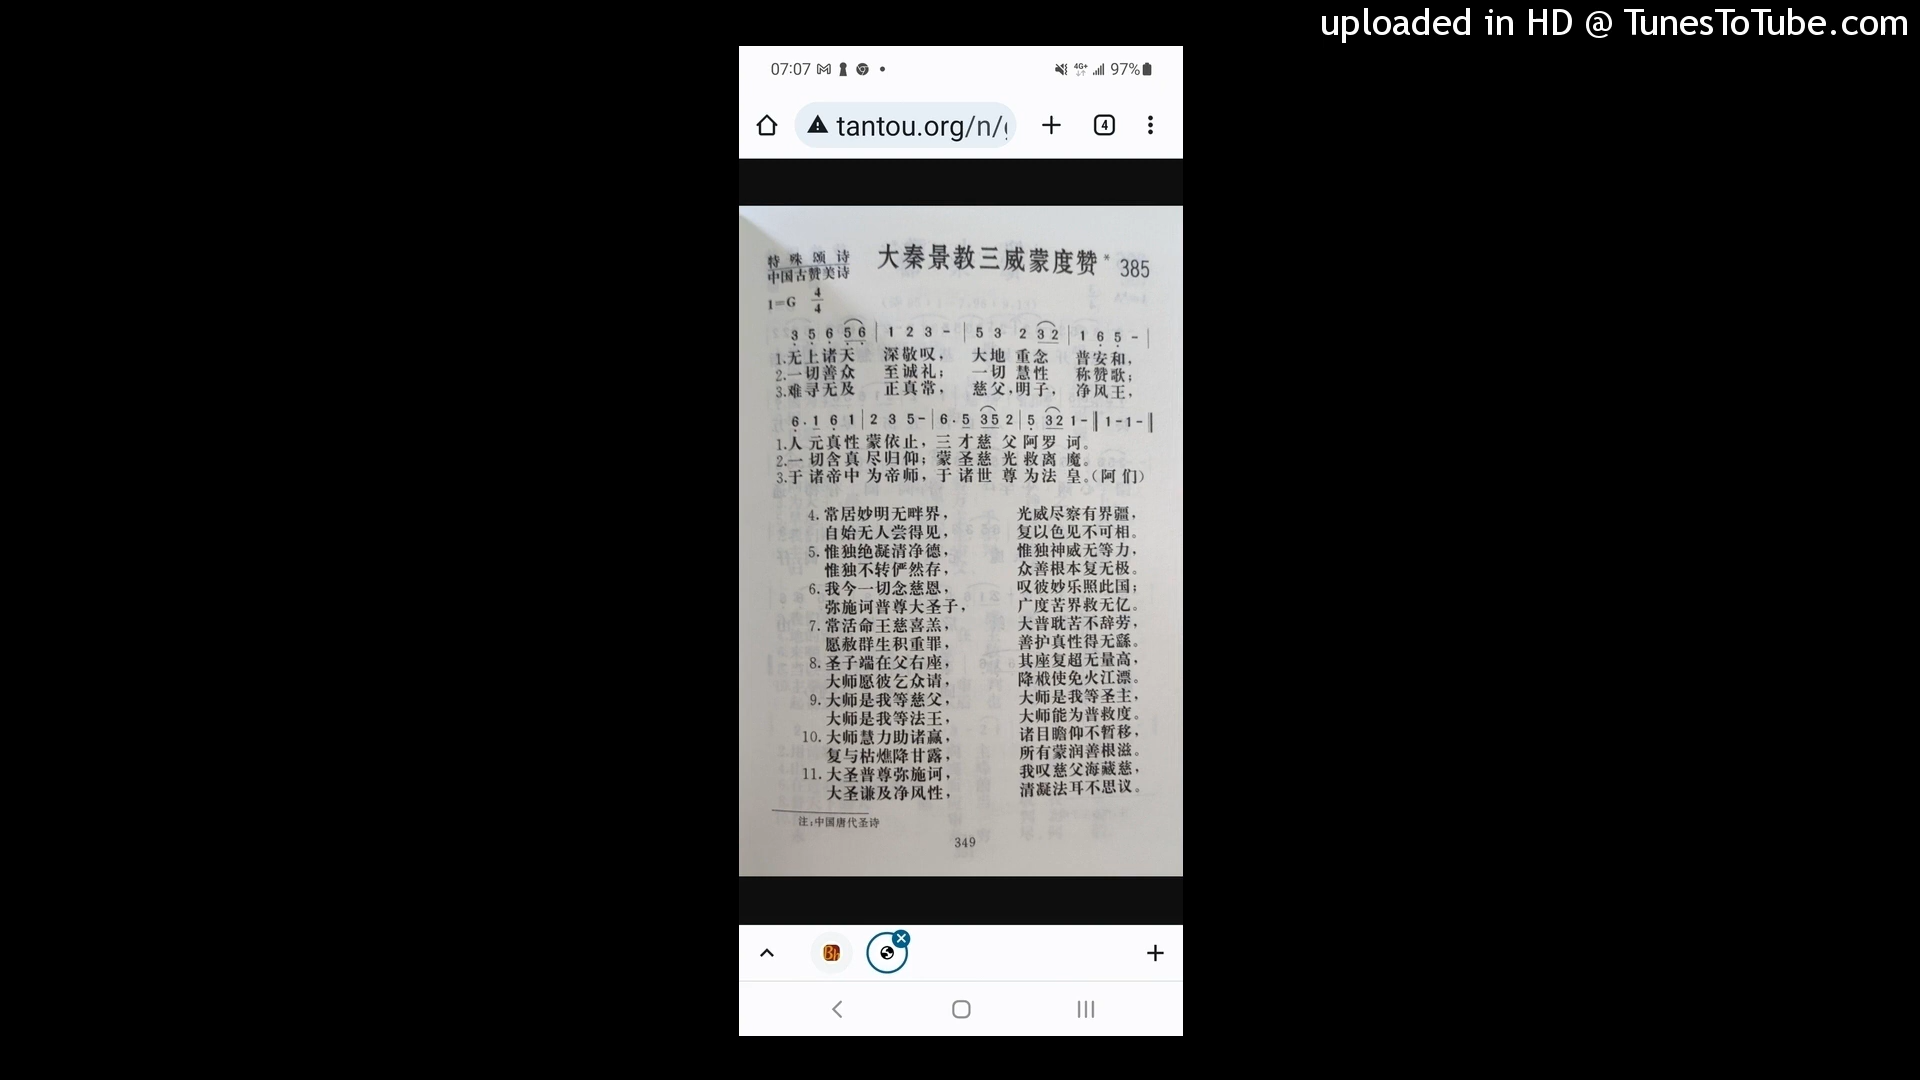 uploaded in HD @ TunesToTube.com
07:07 4G+ 97%
tantou.org/n/
4
特殊颂诗
中国古赞美诗
大秦景教三威蒙度赞* 385
1=G 4/4
3 5 6 5 6 | 1 2 3 - | 5 3 2 3 2 | 1 6 5 - |
1.无上诸天 深敬叹, 大地重念 普安和,
2.一切善众 至诚礼; 一切慧性 称赞歌;
3.难寻无及 正真常, 慈父,明子, 净风王,
6. 1 6 1 | 2 3 5 - | 6. 5 3 5 2 | 5 3 2 1 - ‖ 1 - 1 - ‖
1.人元真性蒙依止, 三才慈父阿罗诃。
2.一切含真尽归仰; 蒙圣慈光救离魔。
3.于诸帝中为帝师, 于诸世尊为法皇。(阿们)
4. 常居妙明无畔界, 光威尽察有界疆,
自始无人尝得见, 复以色见不可相。
5. 惟独绝凝清净德, 惟独神威无等力,
惟独不转俨然存, 众善根本复无极。
6. 我今一切念慈恩, 叹彼妙乐照此国;
弥施诃普尊大圣子, 广度苦界救无亿。
7. 常活命王慈喜羔, 大普耽苦不辞劳,
愿赦群生积重罪, 善护真性得无繇。
8. 圣子端在父右座, 其座复超无量高,
大师愿彼乞众请, 降栰使免火江漂。
9. 大师是我等慈父, 大师是我等圣主,
大师是我等法王, 大师能为普救度。
10. 大师慧力助诸羸, 诸目瞻仰不暂移,
复与枯燋降甘露, 所有蒙润善根滋。
11. 大圣普尊弥施诃, 我叹慈父海藏慈,
大圣谦及净风性, 清凝法耳不思议。
注:中国唐代圣诗
349